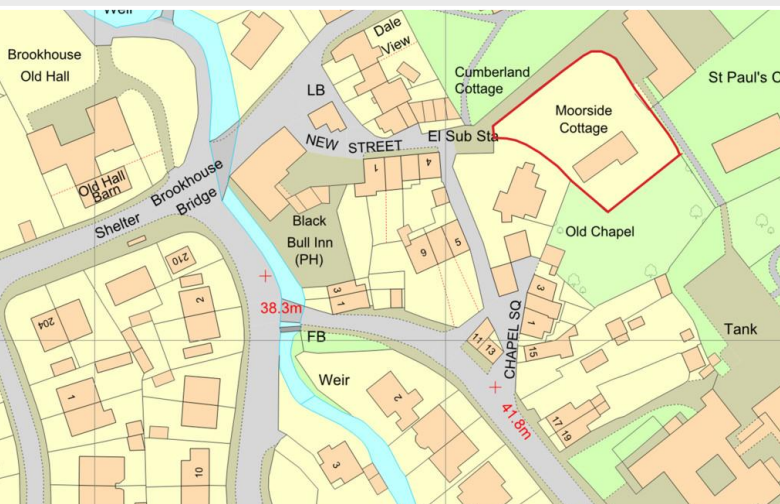 Weir
Brookhouse
Old Hall
Dale
View
LB
Cumberland
Cottage
St Paul's C
Moorside
Cottage
El Sub Sta
NEW STREET
1
4
Old Hall
Barn
Brookhouse
Bridge
Shelter
Black
Bull Inn
(PH)
Old Chapel
6
5
210
38.3m
3
1
3
1
2
204
FB
CHAPEL SQ
11
13
15
Tank
Weir
1
2
41.8m
17
19
3
10